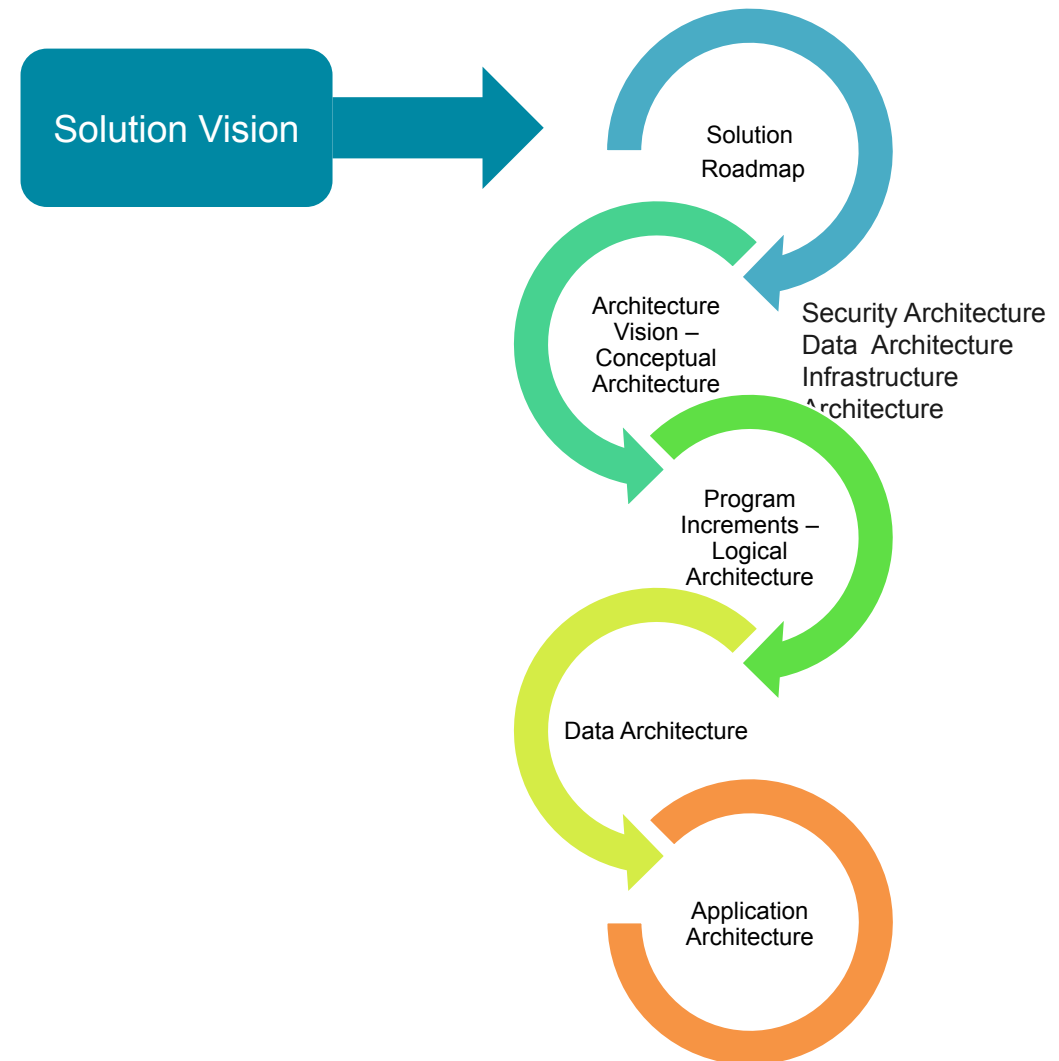 Solution Vision
Solution
Roadmap
Architecture
Vision –
Conceptual
Architecture
Security Architecture
Data  Architecture
Infrastructure
Architecture
Program
Increments –
Logical
Architecture
Data Architecture
Application
Architecture